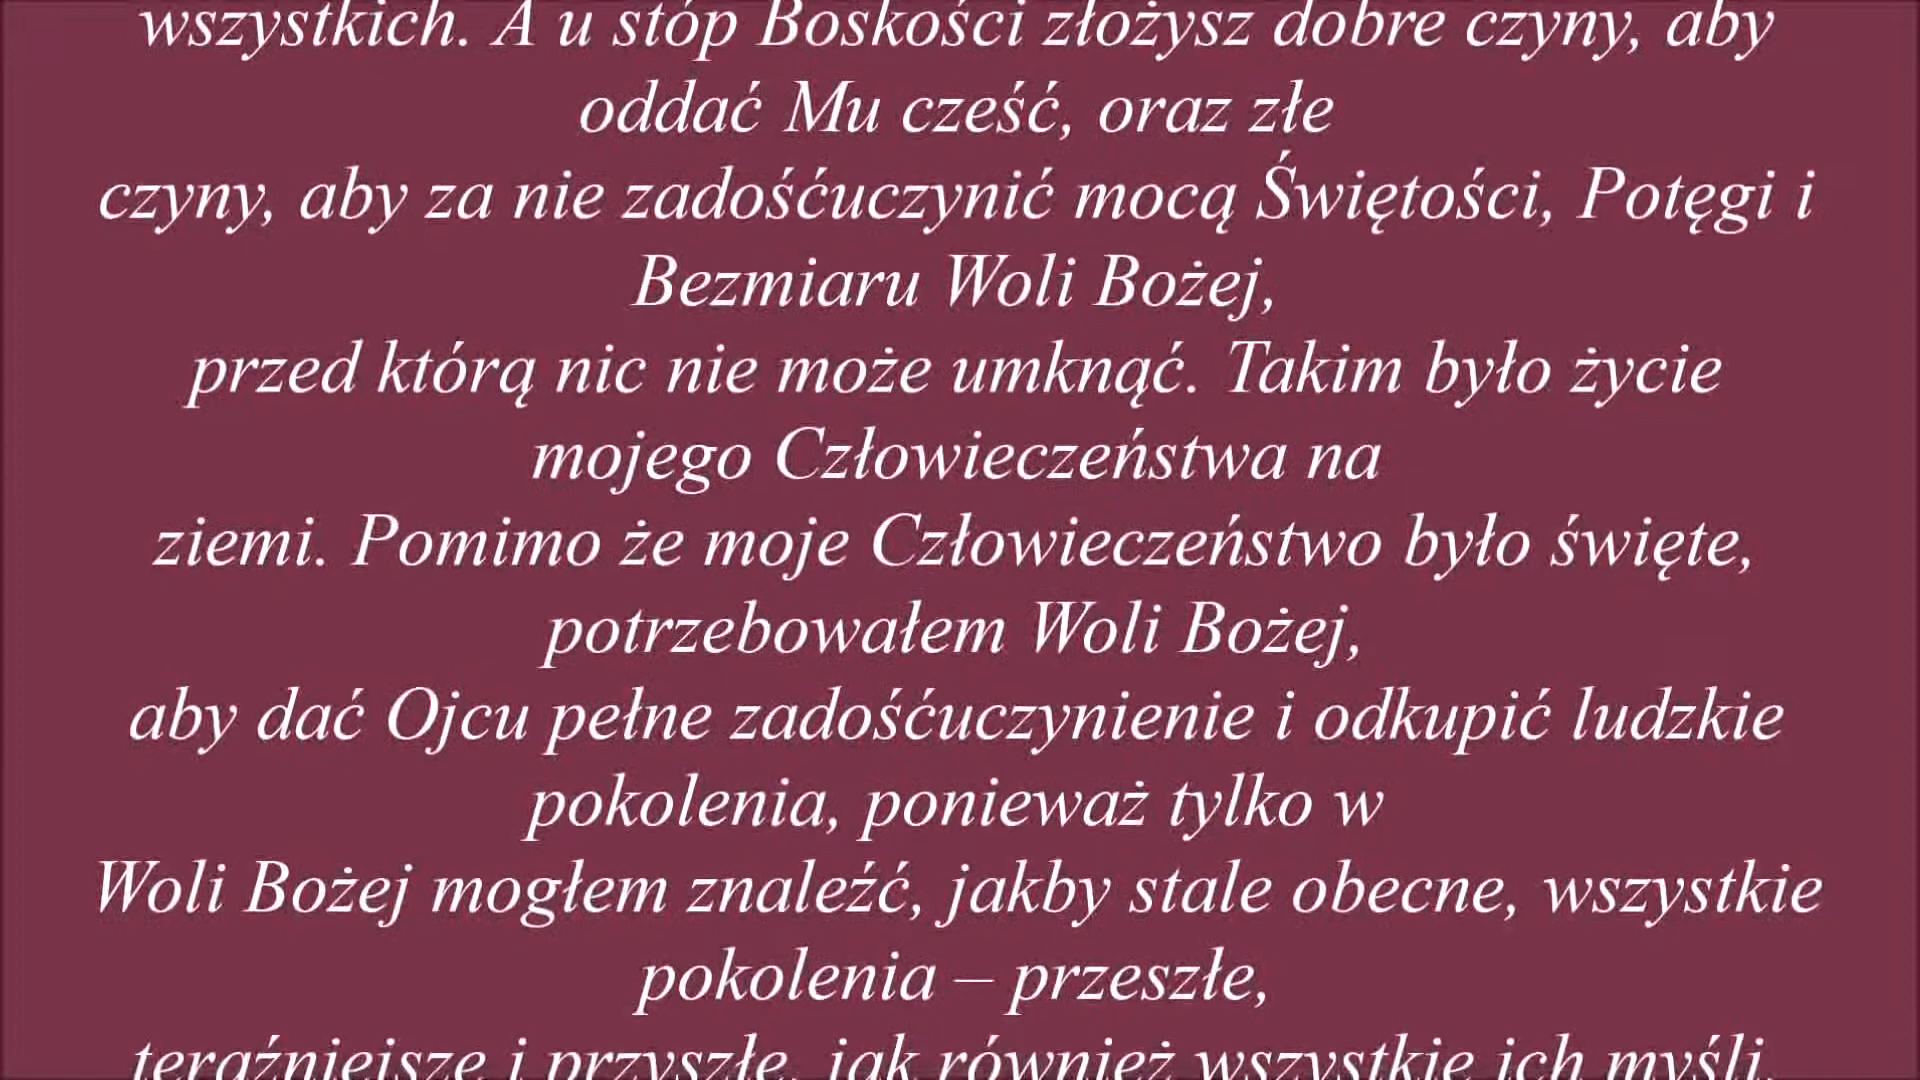 wszystkich. A u stóp Boskości złożysz dobre czyny, aby
oddać Mu cześć, oraz złe
czyny, aby za nie zadośćuczynić mocą Świętości, Potęgi i
Bezmiaru Woli Bożej,
przed którą nic nie może umknąć. Takim było życie
mojego Człowieczeństwa na
ziemi. Pomimo że moje Człowieczeństwo było święte,
potrzebowałem Woli Bożej,
aby dać Ojcu pełne zadośćuczynienie i odkupić ludzkie
pokolenia, ponieważ tylko w
Woli Bożej mogłem znaleźć, jakby stale obecne, wszystkie
pokolenia – przeszłe,
teraźniejsze i przyszłe, jak również wszystkie ich myśli,